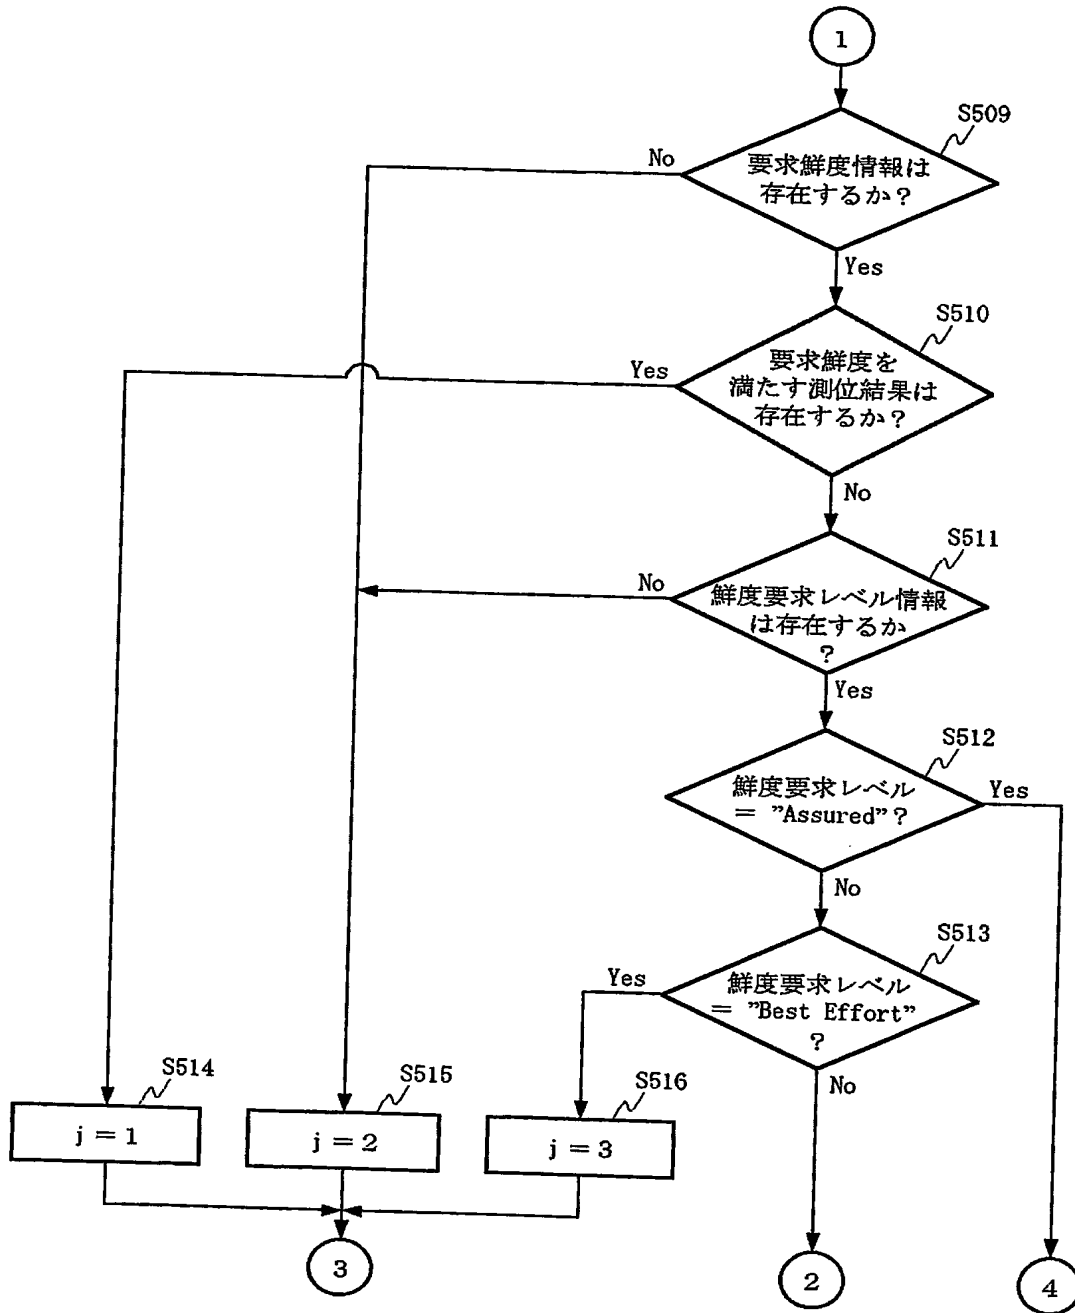 1
S509
No
要求鮮度情報は
存在するか？
Yes
S510
Yes
要求鮮度を
満たす測位結果は
存在するか？
No
S511
No
鮮度要求レベル情報
は存在するか
？
Yes
S512
鮮度要求レベル
= ”Assured”？
Yes
No
S513
Yes
鮮度要求レベル
= ”Best Effort”
？
No
S514
S515
S516
j = 1
j = 2
j = 3
3
2
4